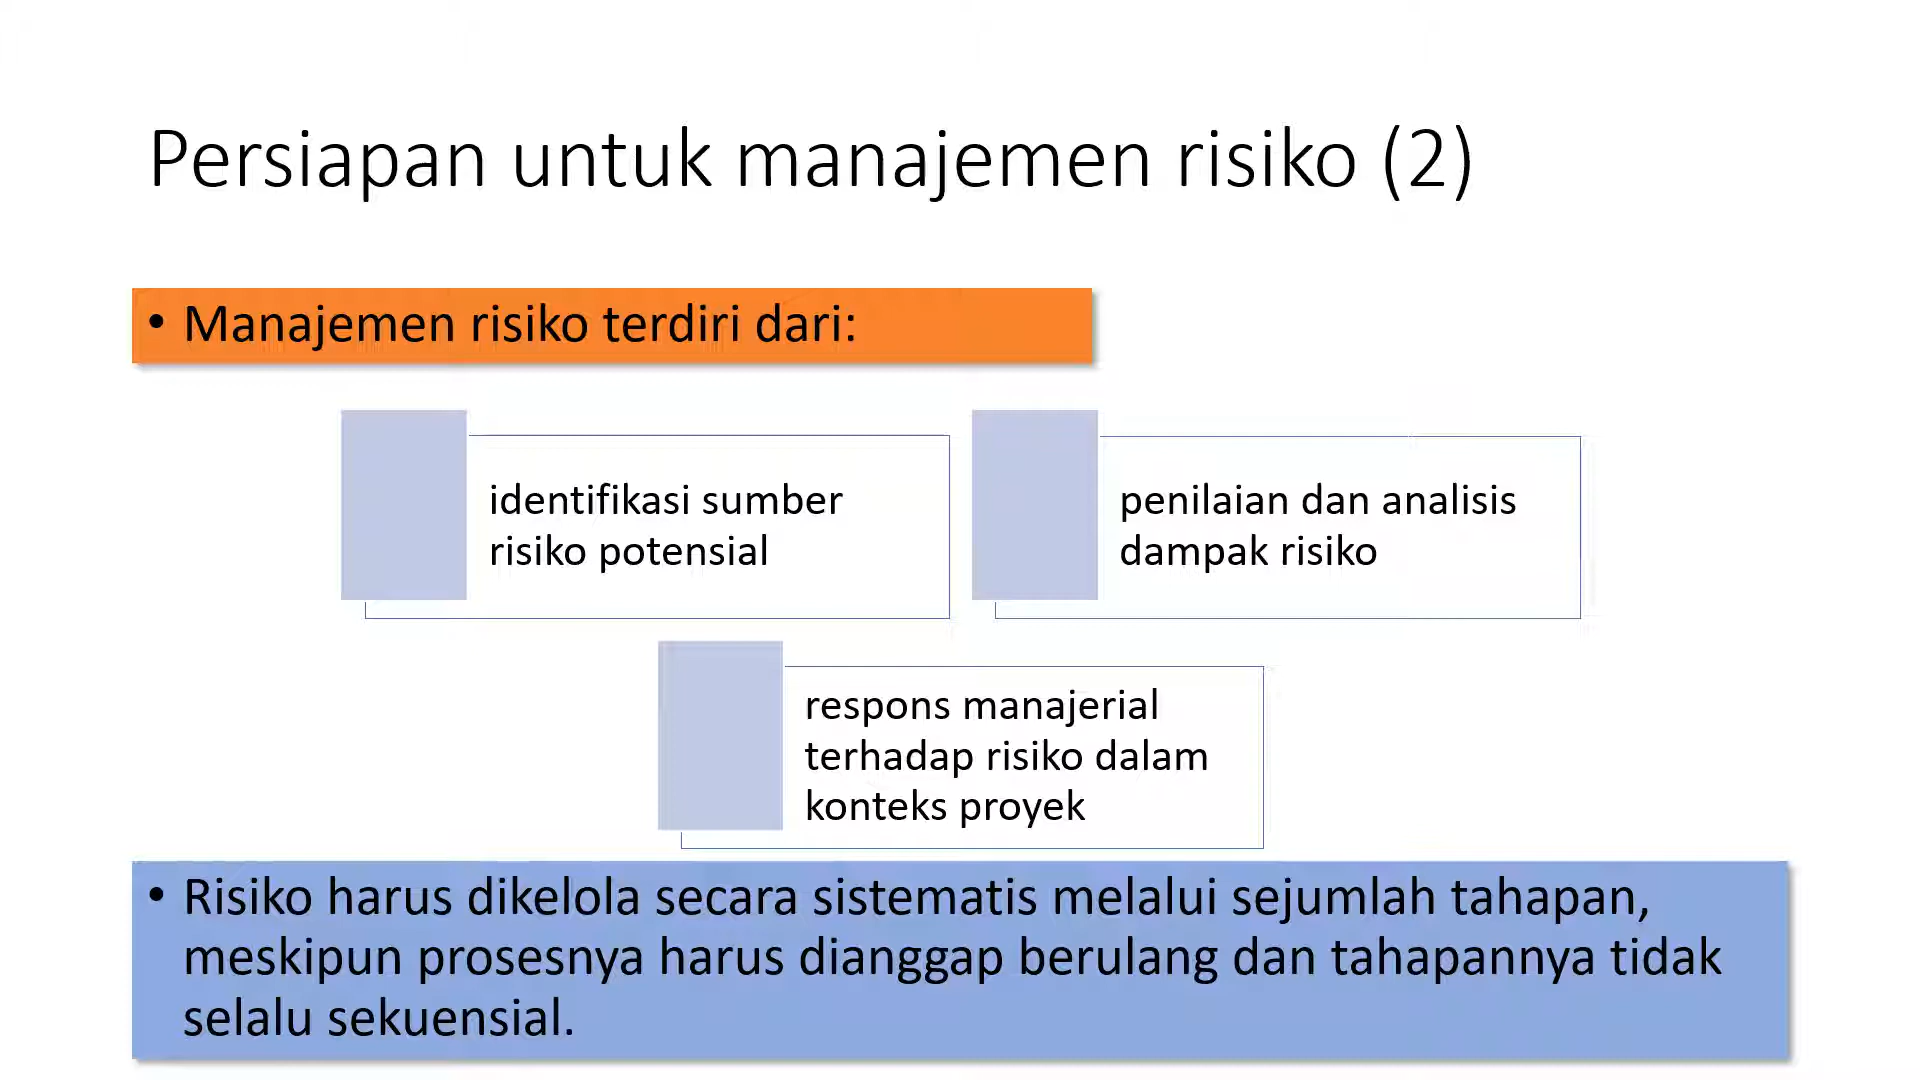 Persiapan untuk manajemen risiko (2)
• Manajemen risiko terdiri dari:
identifikasi sumber
risiko potensial
penilaian dan analisis
dampak risiko
respons manajerial
terhadap risiko dalam
konteks proyek
• Risiko harus dikelola secara sistematis melalui sejumlah tahapan,
meskipun prosesnya harus dianggap berulang dan tahapannya tidak
selalu sekuensial.